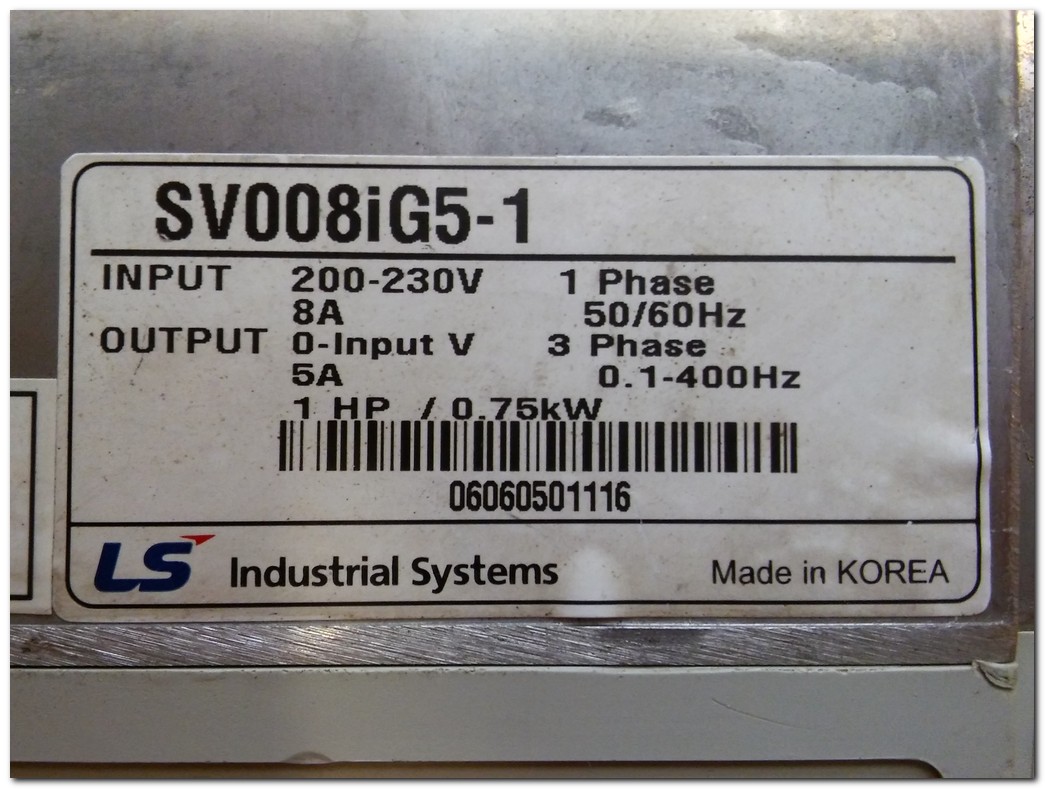 SV008iG5-1
INPUT 200-230V 1 Phase
8A 50/60Hz
OUTPUT 0-Input V 3 Phase
5A 0.1-400Hz
1 HP / 0.75kW
06060501116
LS Industrial Systems Made in KOREA